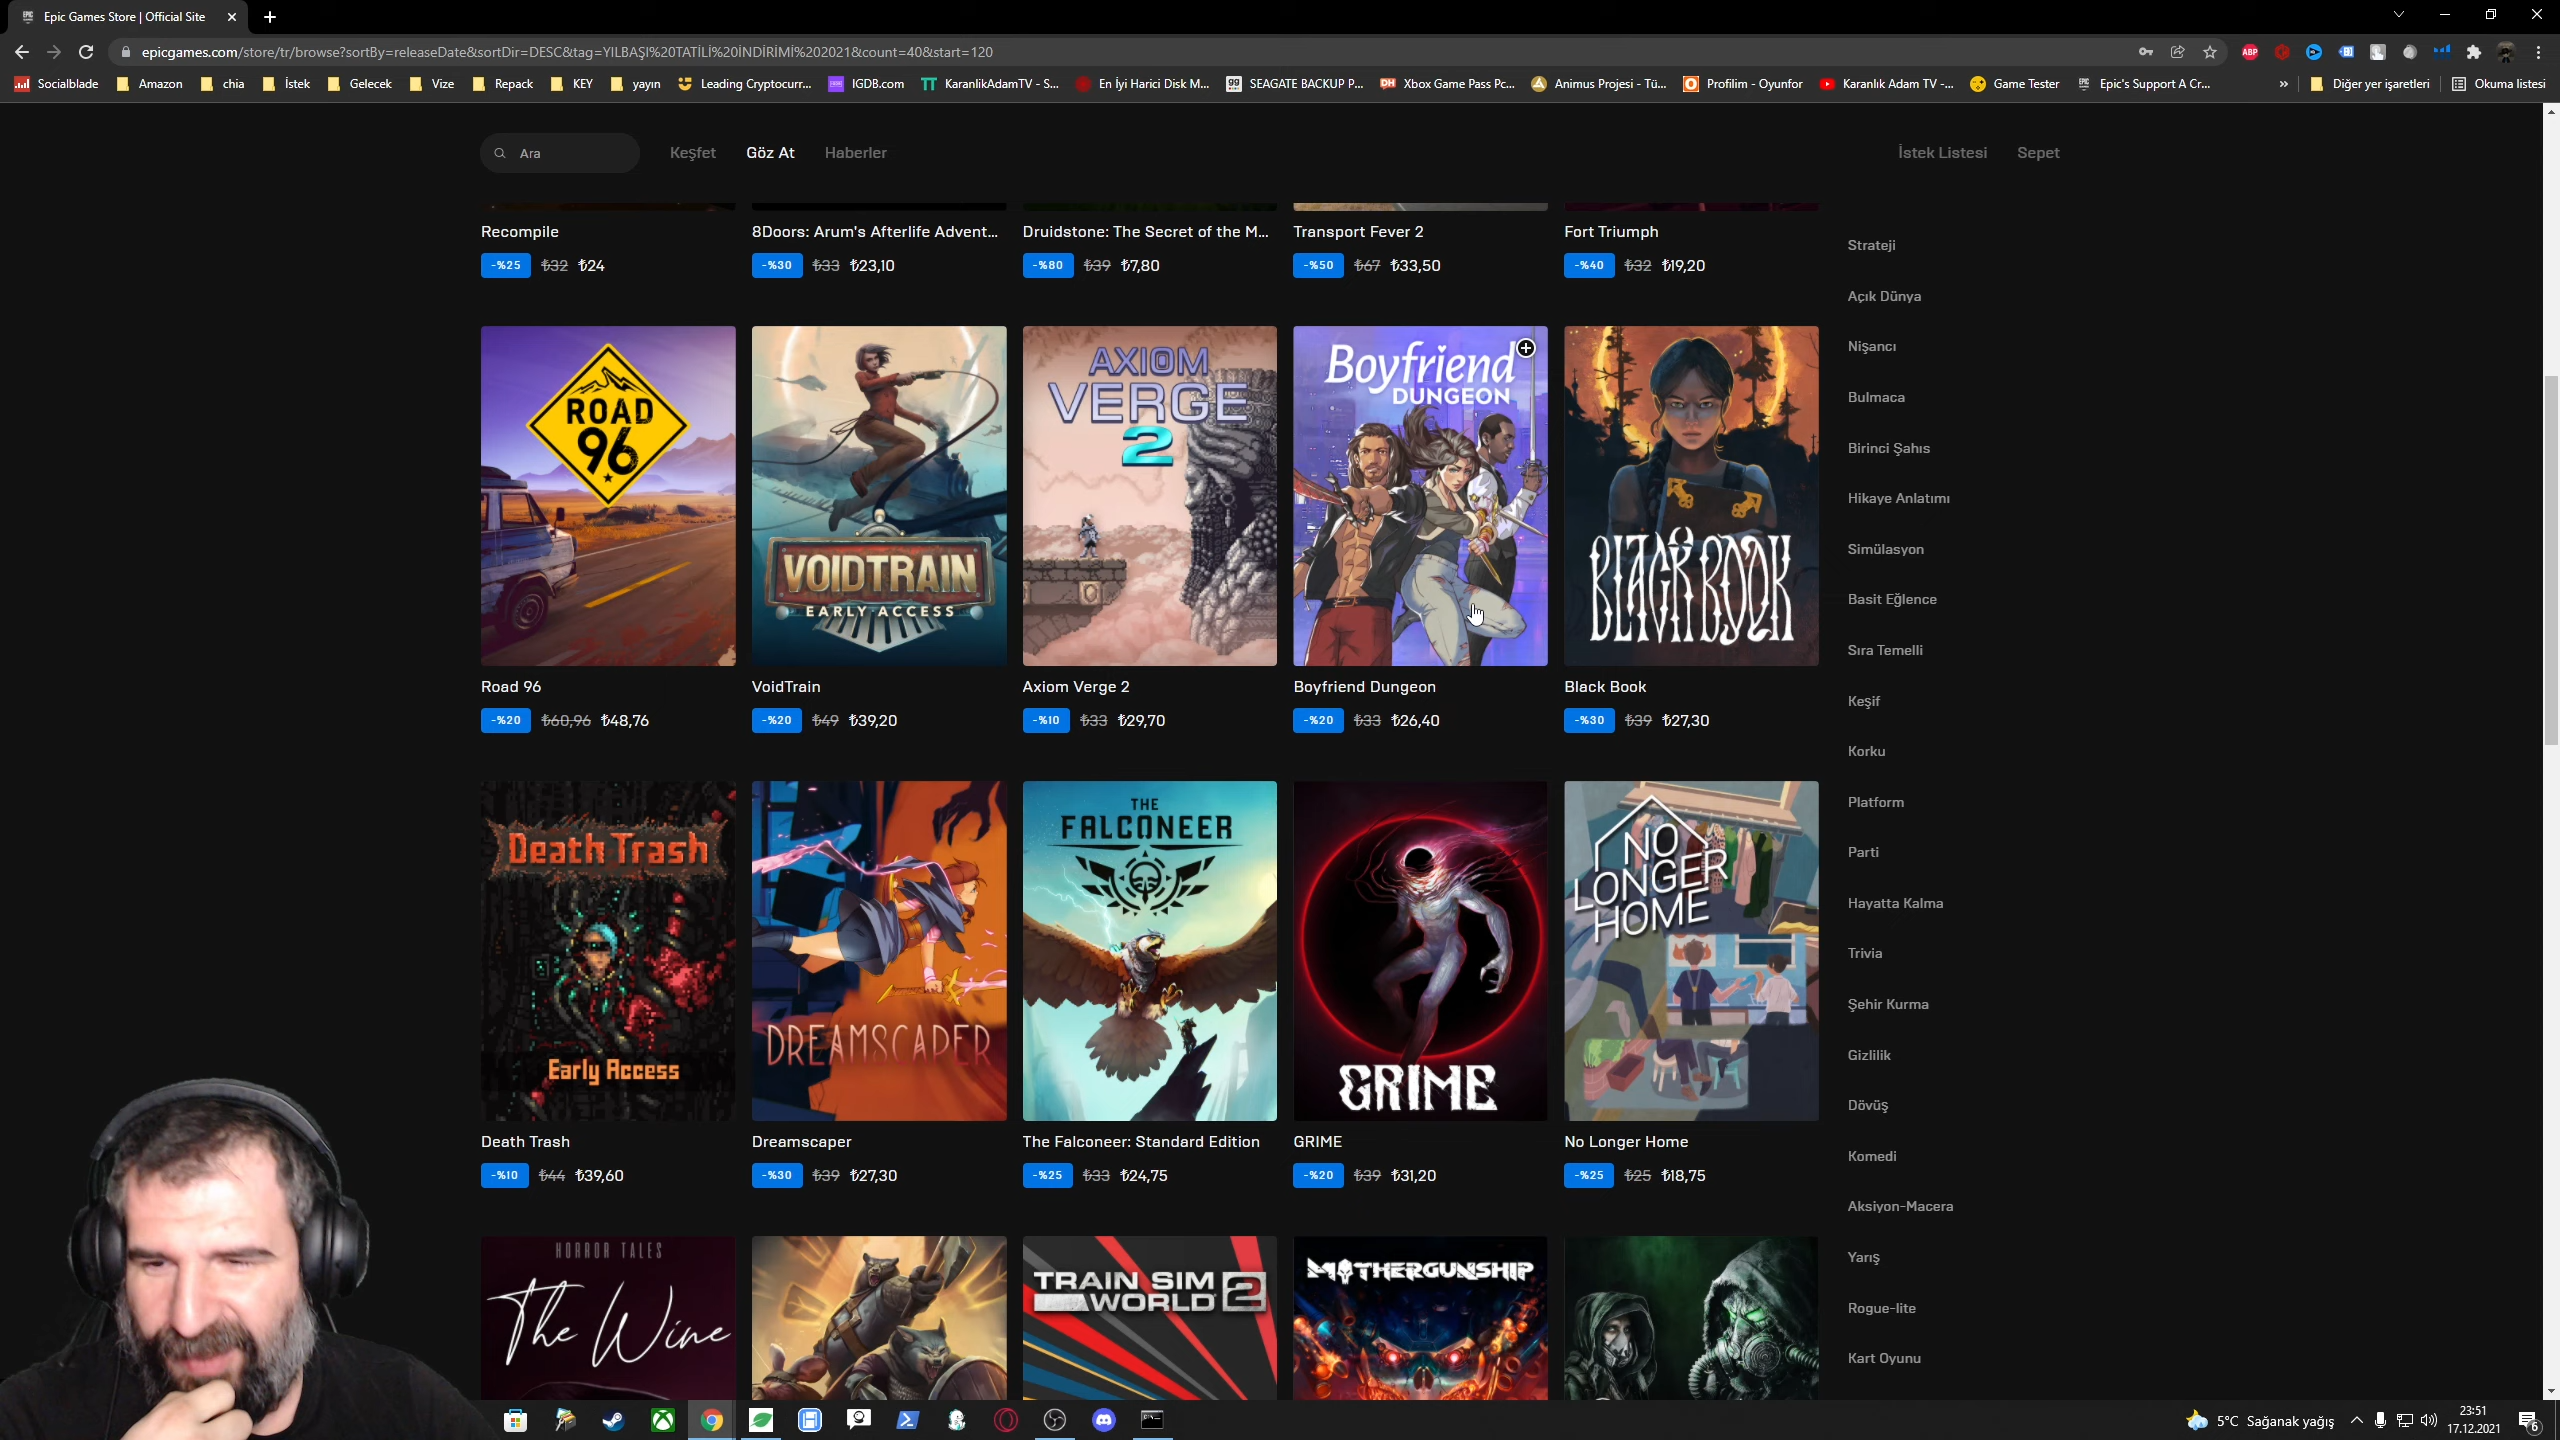 Epic Games Store | Official Site
epicgames.com/store/tr/browse?sortBy=releaseDate&sortDir=DESC&tag=YILBAŞI%20TATİLİ%20İNDİRİMİ%202021&count=40&start=120
ABP
Socialblade Amazon chia İstek Gelecek Vize Repack KEY yayın Leading Cryptocurr... IGDB.com KaranlikAdamTV - S... En İyi Harici Disk M... SEAGATE BACKUP P... Xbox Game Pass Pc... Animus Projesi - Tü... Profilim - Oyunfor Karanlık Adam TV -... Game Tester Epic's Support A Cr... » Diğer yer işaretleri Okuma listesi
Ara Keşfet Göz At Haberler İstek Listesi Sepet
Recompile 8Doors: Arum's Afterlife Advent... Druidstone: The Secret of the M... Transport Fever 2 Fort Triumph
-%25 ₺32 ₺24 -%30 ₺33 ₺23,10 -%80 ₺39 ₺7,80 -%50 ₺67 ₺33,50 -%40 ₺32 ₺19,20
ROAD
96
VOIDTRAIN
EARLY ACCESS
AXIOM
VERGE
2
Boyfriend
DUNGEON
BLACK BOOK
Road 96 VoidTrain Axiom Verge 2 Boyfriend Dungeon Black Book
-%20 ₺60,96 ₺48,76 -%20 ₺49 ₺39,20 -%10 ₺33 ₺29,70 -%20 ₺33 ₺26,40 -%30 ₺39 ₺27,30
Death Trash
Early Access
DREAMSCAPER
THE
FALCONEER
GRIME
NO
LONGER
HOME
Death Trash Dreamscaper The Falconeer: Standard Edition GRIME No Longer Home
-%10 ₺44 ₺39,60 -%30 ₺39 ₺27,30 -%25 ₺33 ₺24,75 -%20 ₺39 ₺31,20 -%25 ₺25 ₺18,75
HORROR TALES
The Wine
TRAIN SIM
WORLD 2
MOTHERGUNSHIP
Strateji
Açık Dünya
Nişancı
Bulmaca
Birinci Şahıs
Hikaye Anlatımı
Simülasyon
Basit Eğlence
Sıra Temelli
Keşif
Korku
Platform
Parti
Hayatta Kalma
Trivia
Şehir Kurma
Gizlilik
Dövüş
Komedi
Aksiyon-Macera
Yarış
Rogue-lite
Kart Oyunu
5°C Sağanak yağış
23:51
17.12.2021
6